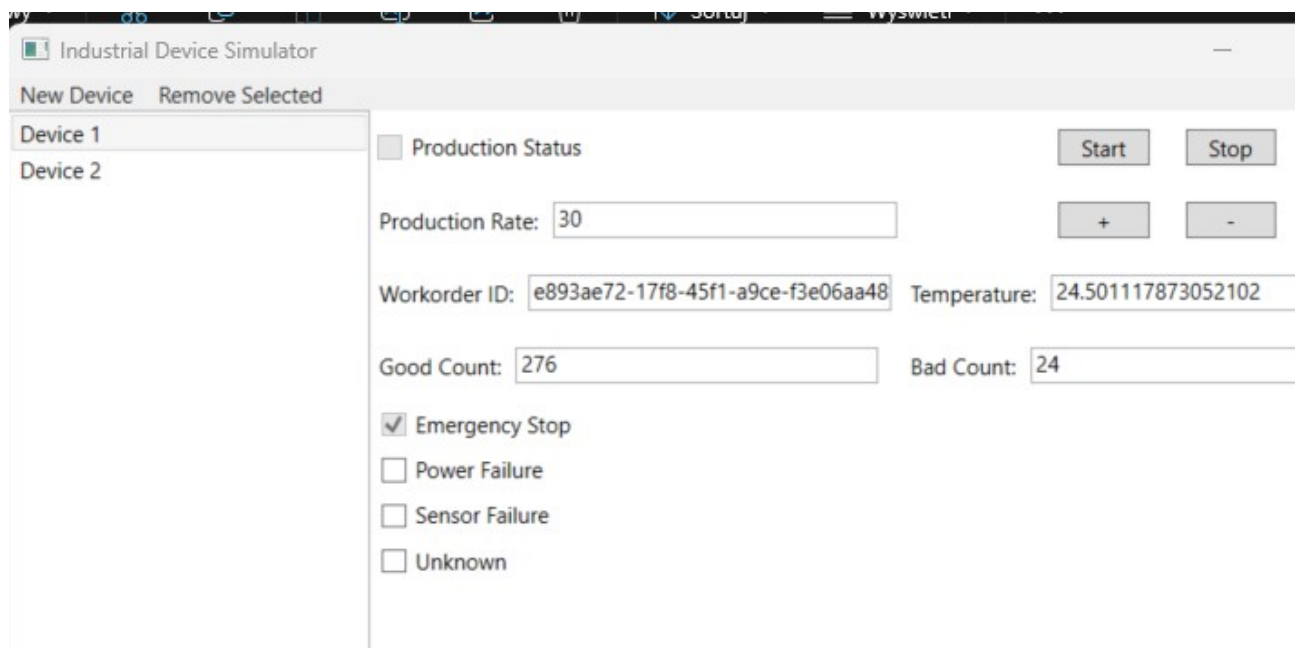 Industrial Device Simulator
New Device Remove Selected
Device 1
Device 2
Production Status Start Stop
Production Rate: 30 + -
Workorder ID: e893ae72-17f8-45f1-a9ce-f3e06aa48 Temperature: 24.501117873052102
Good Count: 276 Bad Count: 24
Emergency Stop
Power Failure
Sensor Failure
Unknown